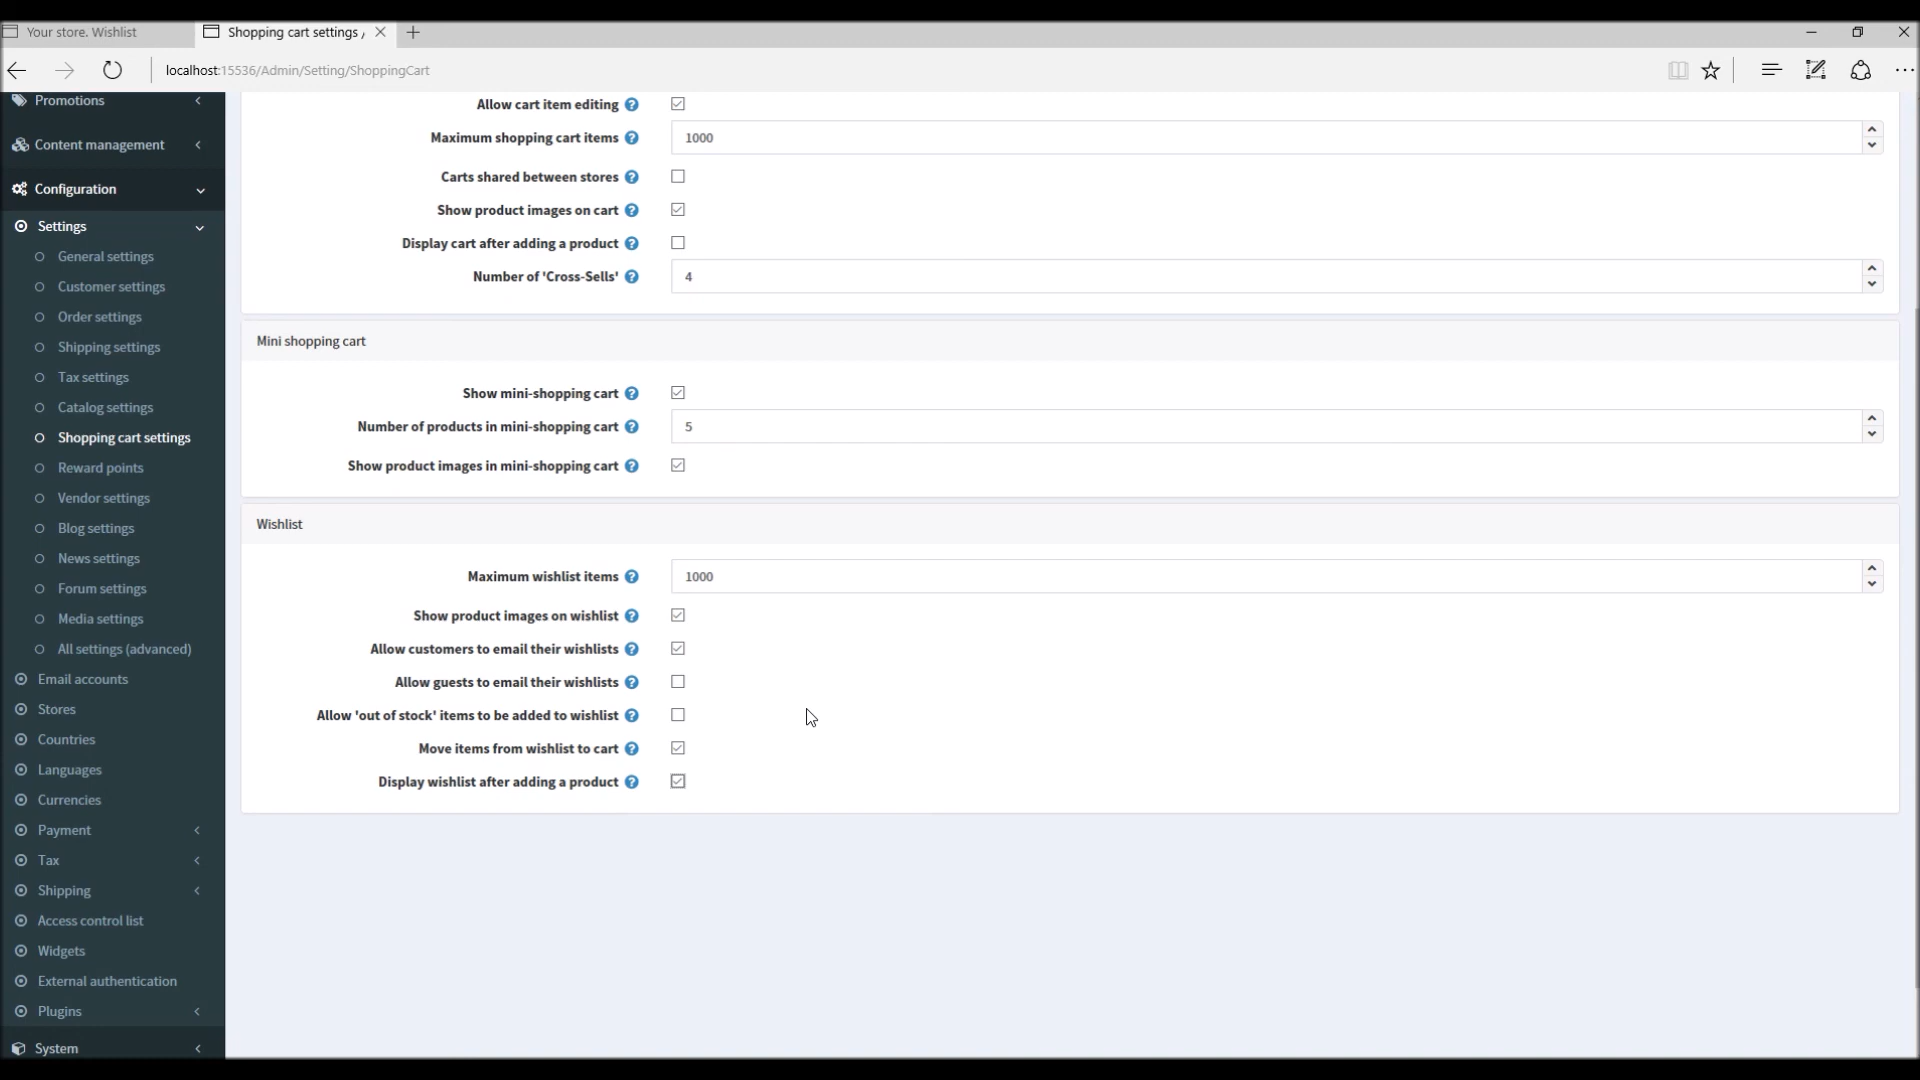 Your store. Wishlist
Shopping cart settings /
localhost:15536/Admin/Setting/ShoppingCart
Promotions
Content management
Configuration
Settings
General settings
Customer settings
Order settings
Shipping settings
Tax settings
Catalog settings
Shopping cart settings
Reward points
Vendor settings
Blog settings
News settings
Forum settings
Media settings
All settings (advanced)
Email accounts
Stores
Countries
Languages
Currencies
Payment
Tax
Shipping
Access control list
Widgets
External authentication
Plugins
System
Allow cart item editing
Maximum shopping cart items 1000
Carts shared between stores
Show product images on cart
Display cart after adding a product
Number of 'Cross-Sells' 4
Mini shopping cart
Show mini-shopping cart
Number of products in mini-shopping cart 5
Show product images in mini-shopping cart
Wishlist
Maximum wishlist items 1000
Show product images on wishlist
Allow customers to email their wishlists
Allow guests to email their wishlists
Allow 'out of stock' items to be added to wishlist
Move items from wishlist to cart
Display wishlist after adding a product